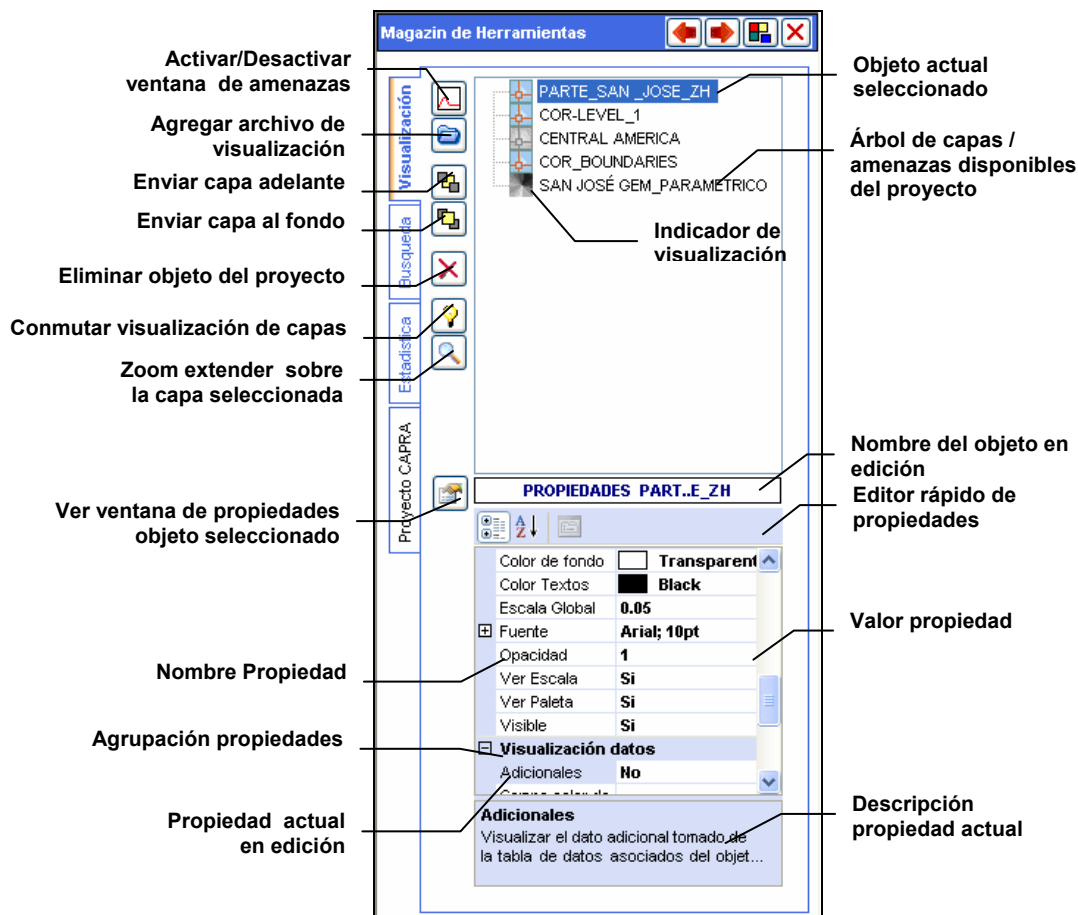 Magazin de Herramientas
Activar/Desactivar
ventana de amenazas
Agregar archivo de
visualización
Enviar capa adelante
Enviar capa al fondo
Eliminar objeto del proyecto
Conmutar visualización de capas
Zoom extender sobre
la capa seleccionada
Ver ventana de propiedades
objeto seleccionado
Nombre Propiedad
Agrupación propiedades
Propiedad actual
en edición
Visualización
Busqueda
Estadistica
Proyecto CAPRA
PARTE_SAN _JOSE_ZH
COR-LEVEL_1
CENTRAL AMERICA
COR_BOUNDARIES
SAN JOSÉ GEM_PARAMETRICO
Indicador de
visualización
PROPIEDADES PART..E_ZH
Color de fondo Transparent
Color Textos Black
Escala Global 0.05
Fuente Arial; 10pt
Opacidad 1
Ver Escala Si
Ver Paleta Si
Visible Si
Visualización datos
Adicionales No
Adicionales
Visualizar el dato adicional tomado de
la tabla de datos asociados del objet...
Objeto actual
seleccionado
Árbol de capas /
amenazas disponibles
del proyecto
Nombre del objeto en
edición
Editor rápido de
propiedades
Valor propiedad
Descripción
propiedad actual